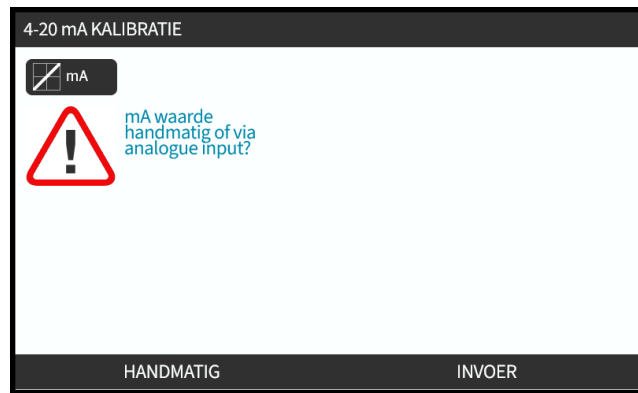 4-20 mA KALIBRATIE
mA
mA waarde
handmatig of via
analogue input?
HANDMATIG
INVOER